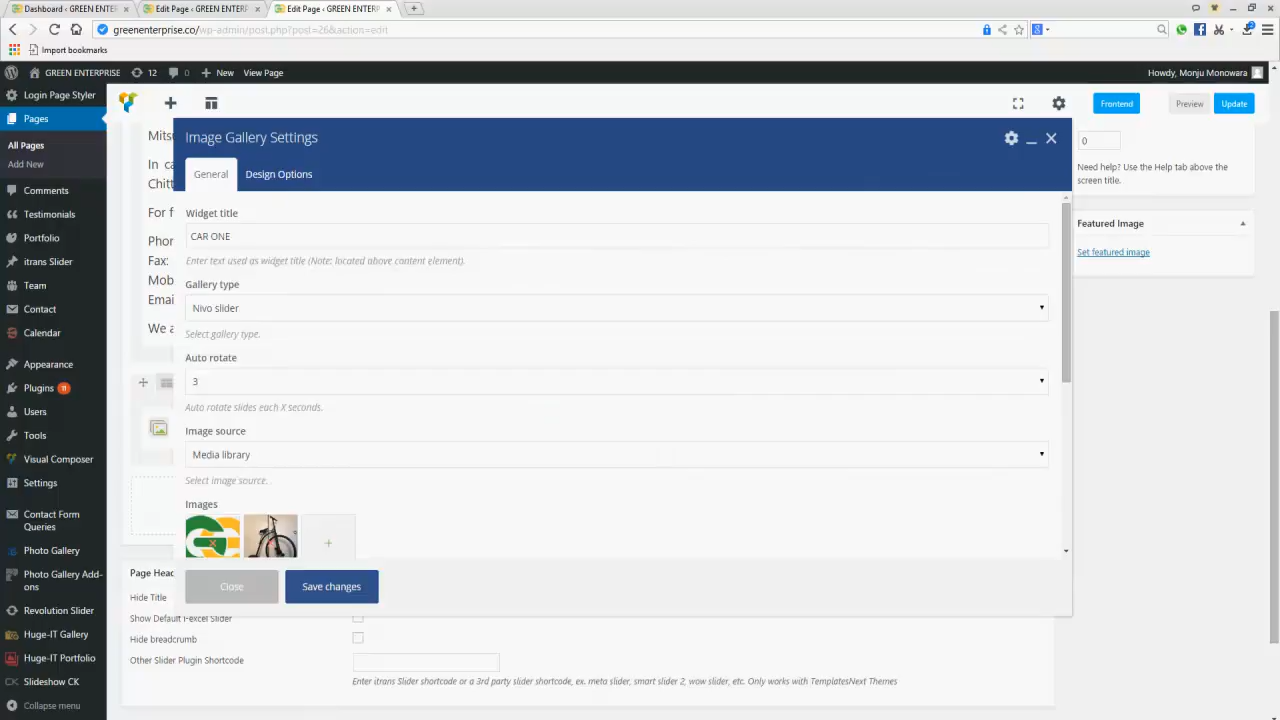 Dashboard ‹ GREEN ENTERP
Edit Page ‹ GREEN ENTERPRIS
Edit Page ‹ GREEN ENTERPRIS
greenenterprise.co/wp-admin/post.php?post=26&action=edit
Import bookmarks
GREEN ENTERPRISE
12
0
New
View Page
Howdy, Monju Monowara
Login Page Styler
Pages
All Pages
Add New
Comments
Testimonials
Portfolio
itrans Slider
Team
Contact
Calendar
Appearance
Plugins 11
Users
Tools
Visual Composer
Settings
Contact Form
Queries
Photo Gallery
Photo Gallery Add-
ons
Revolution Slider
Huge-IT Gallery
Huge-IT Portfolio
Slideshow CK
Collapse menu
Frontend
Preview
Update
Mitsu
In ca
Chitt
For f
Phor
Fax:
Mob
Emai
We a
Image Gallery Settings
General
Design Options
Widget title
CAR ONE
Enter text used as widget title (Note: located above content element).
Gallery type
Nivo slider
Select gallery type.
Auto rotate
3
Auto rotate slides each X seconds.
Image source
Media library
Select image source.
Images
Close
Save changes
0
Need help? Use the Help tab above the
screen title.
Featured Image
Set featured image
Page Head
Hide Title
Show Default i-excel Slider
Hide breadcrumb
Other Slider Plugin Shortcode
Enter itrans Slider shortcode or a 3rd party slider shortcode, ex. meta slider, smart slider 2, wow slider, etc. Only works with TemplatesNext Themes